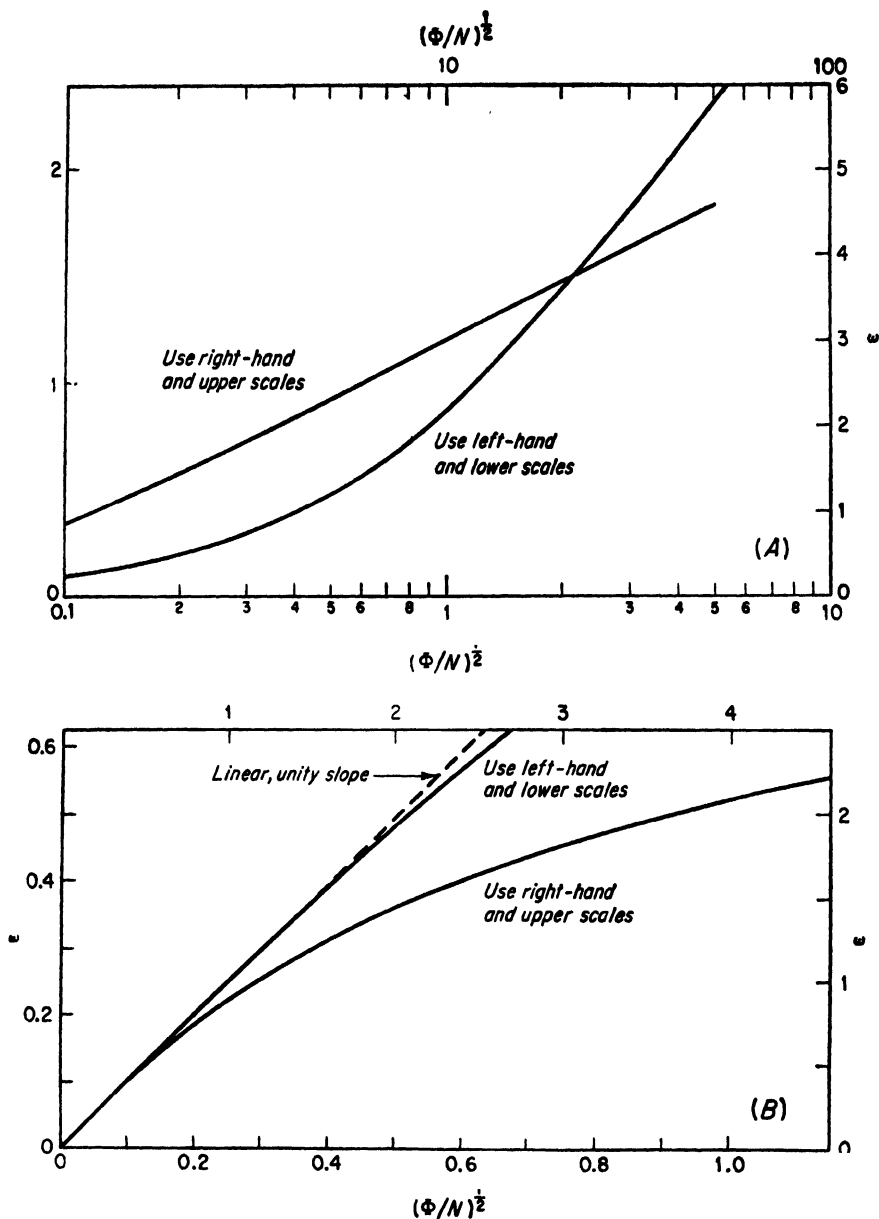 (Φ/N)^½
10 100
6
2 5
4
Use right-hand
and upper scales
3 ε
1
Use left-hand
and lower scales
2
1
(A)
0 0
0.1 2 3 4 5 6 8 1 3 4 5 6 8 10
(Φ/N)^½
1 2 3 4
0.6
Linear, unity slope
Use left-hand
and lower scales
2
0.4
Use right-hand
and upper scales
ε ε
1
0.2
(B)
0 0
0 0.2 0.4 0.6 0.8 1.0
(Φ/N)^½